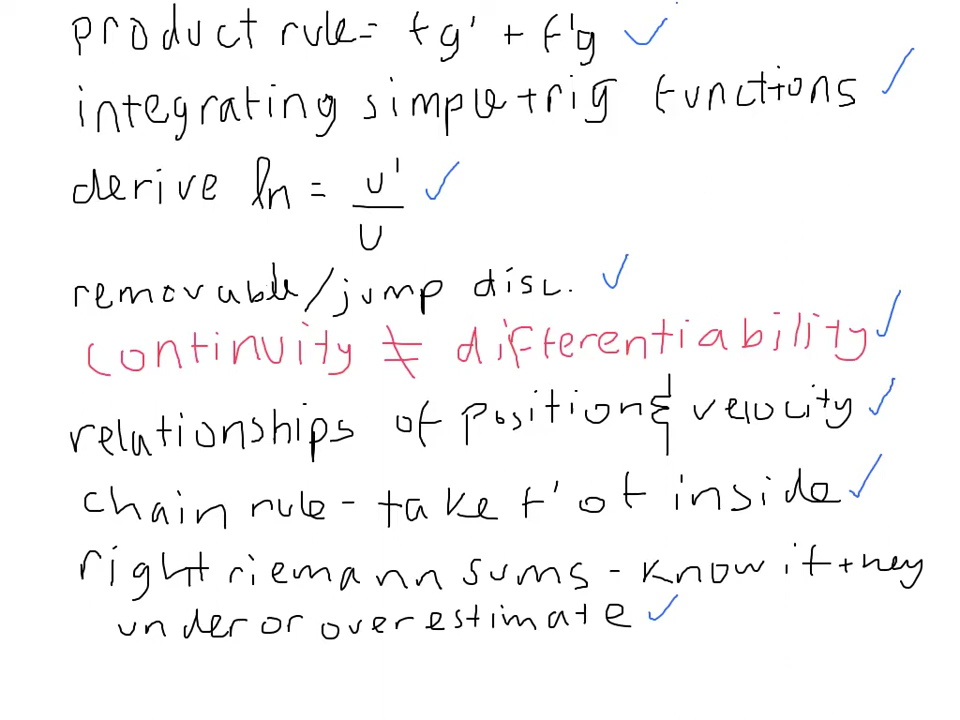 product rule = fg' + f'g ✓
integrating simple trig functions ✓
derive ln = u'/u ✓
removable/jump disc. ✓
continuity ≠ differentiability ✓
relationships of position & velocity ✓
chain rule - take f' of inside ✓
right riemann sums - know if they
under or overestimate ✓